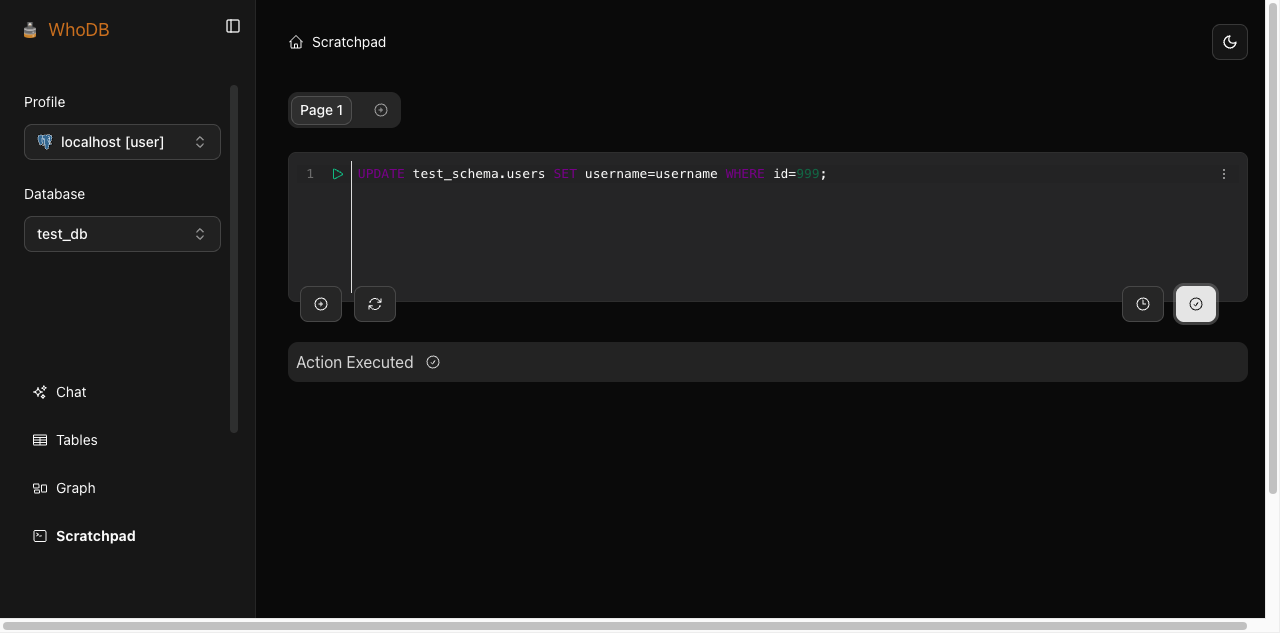 WhoDB
Scratchpad
Profile
Page 1
localhost [user]
1 UPDATE test_schema.users SET username=username WHERE id=999;
Database
test_db
Action Executed
Chat
Tables
Graph
Scratchpad